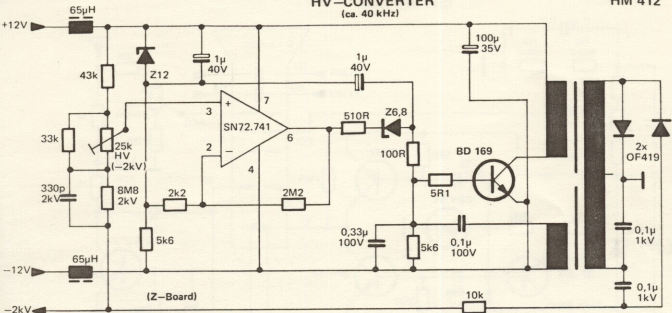 HV–CONVERTER
(ca. 40 kHz)
HM 412
65µH
+12V
100µ
35V
1µ
40V
Z12
1µ
40V
43k
7
+
3
SN72.741
6
510R
Z6,8
33k
25k
HV
(–2kV)
2
–
4
100R
BD 169
2x
OF419
330p
2kV
8M8
2kV
2k2
2M2
5R1
5k6
0,33µ
100V
5k6
0,1µ
100V
0,1µ
1kV
65µH
–12V
(Z–Board)
10k
0,1µ
1kV
–2kV